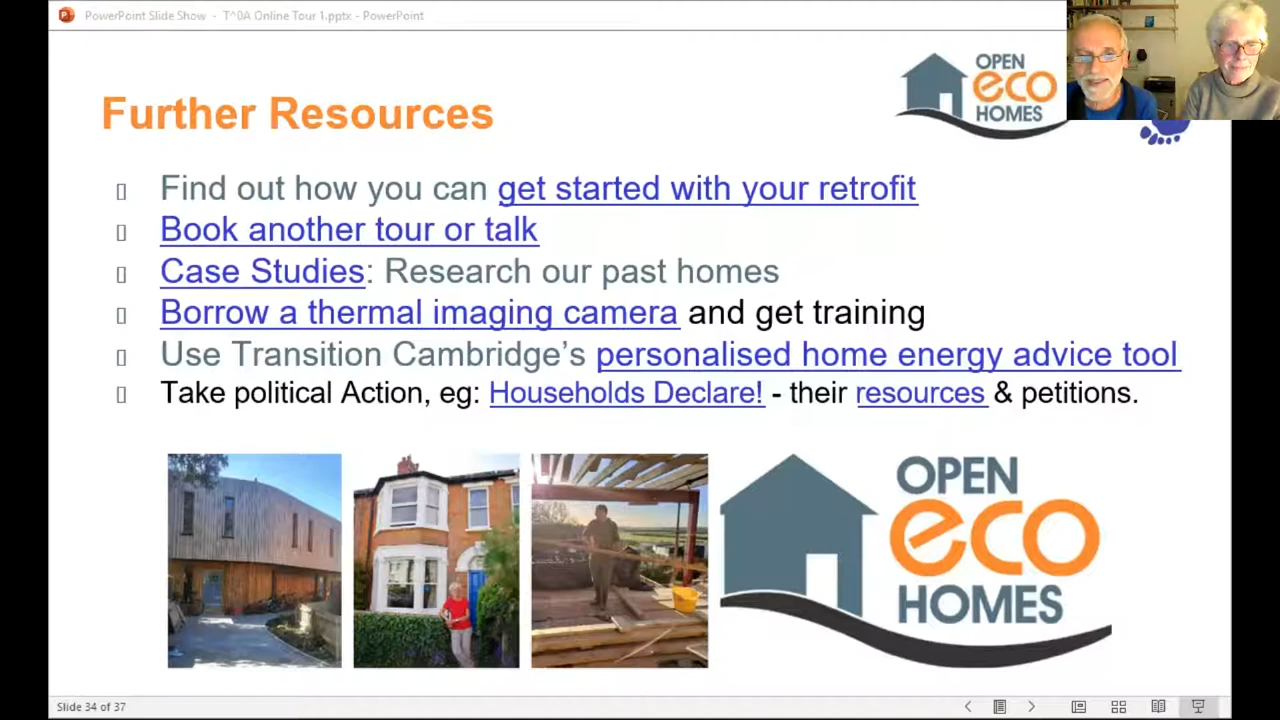 PowerPoint Slide Show - T^0A Online Tour 1.pptx - PowerPoint
OPEN
eco
HOMES
Further Resources
Find out how you can get started with your retrofit
Book another tour or talk
Case Studies: Research our past homes
Borrow a thermal imaging camera and get training
Use Transition Cambridge’s personalised home energy advice tool
Take political Action, eg: Households Declare! - their resources & petitions.
OPEN
eco
HOMES
Slide 34 of 37